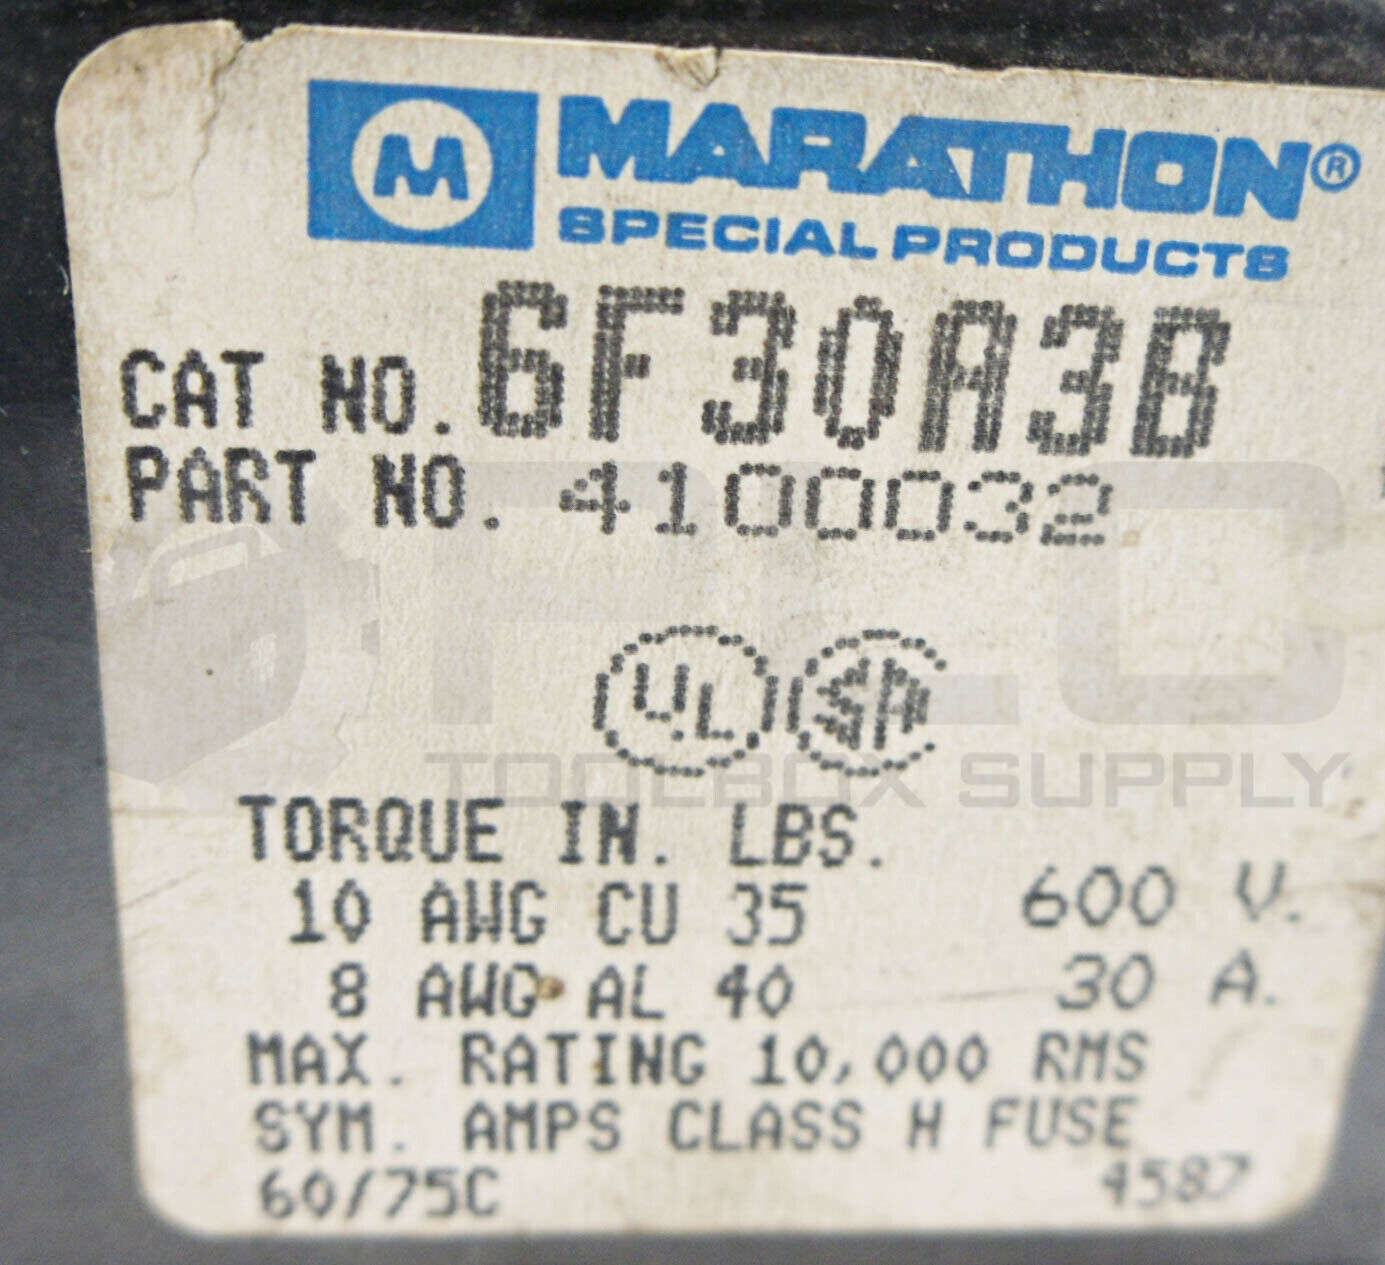 M MARATHON®
SPECIAL PRODUCTS
CAT NO. 6F30A3B
PART NO. 4100032
UL SA
PLC
TOOLBOX SUPPLY
TORQUE IN. LBS.
10 AWG CU 35 600 V.
8 AWG AL 40 30 A.
MAX. RATING 10,000 RMS
SYM. AMPS CLASS H FUSE
60/75C 4587